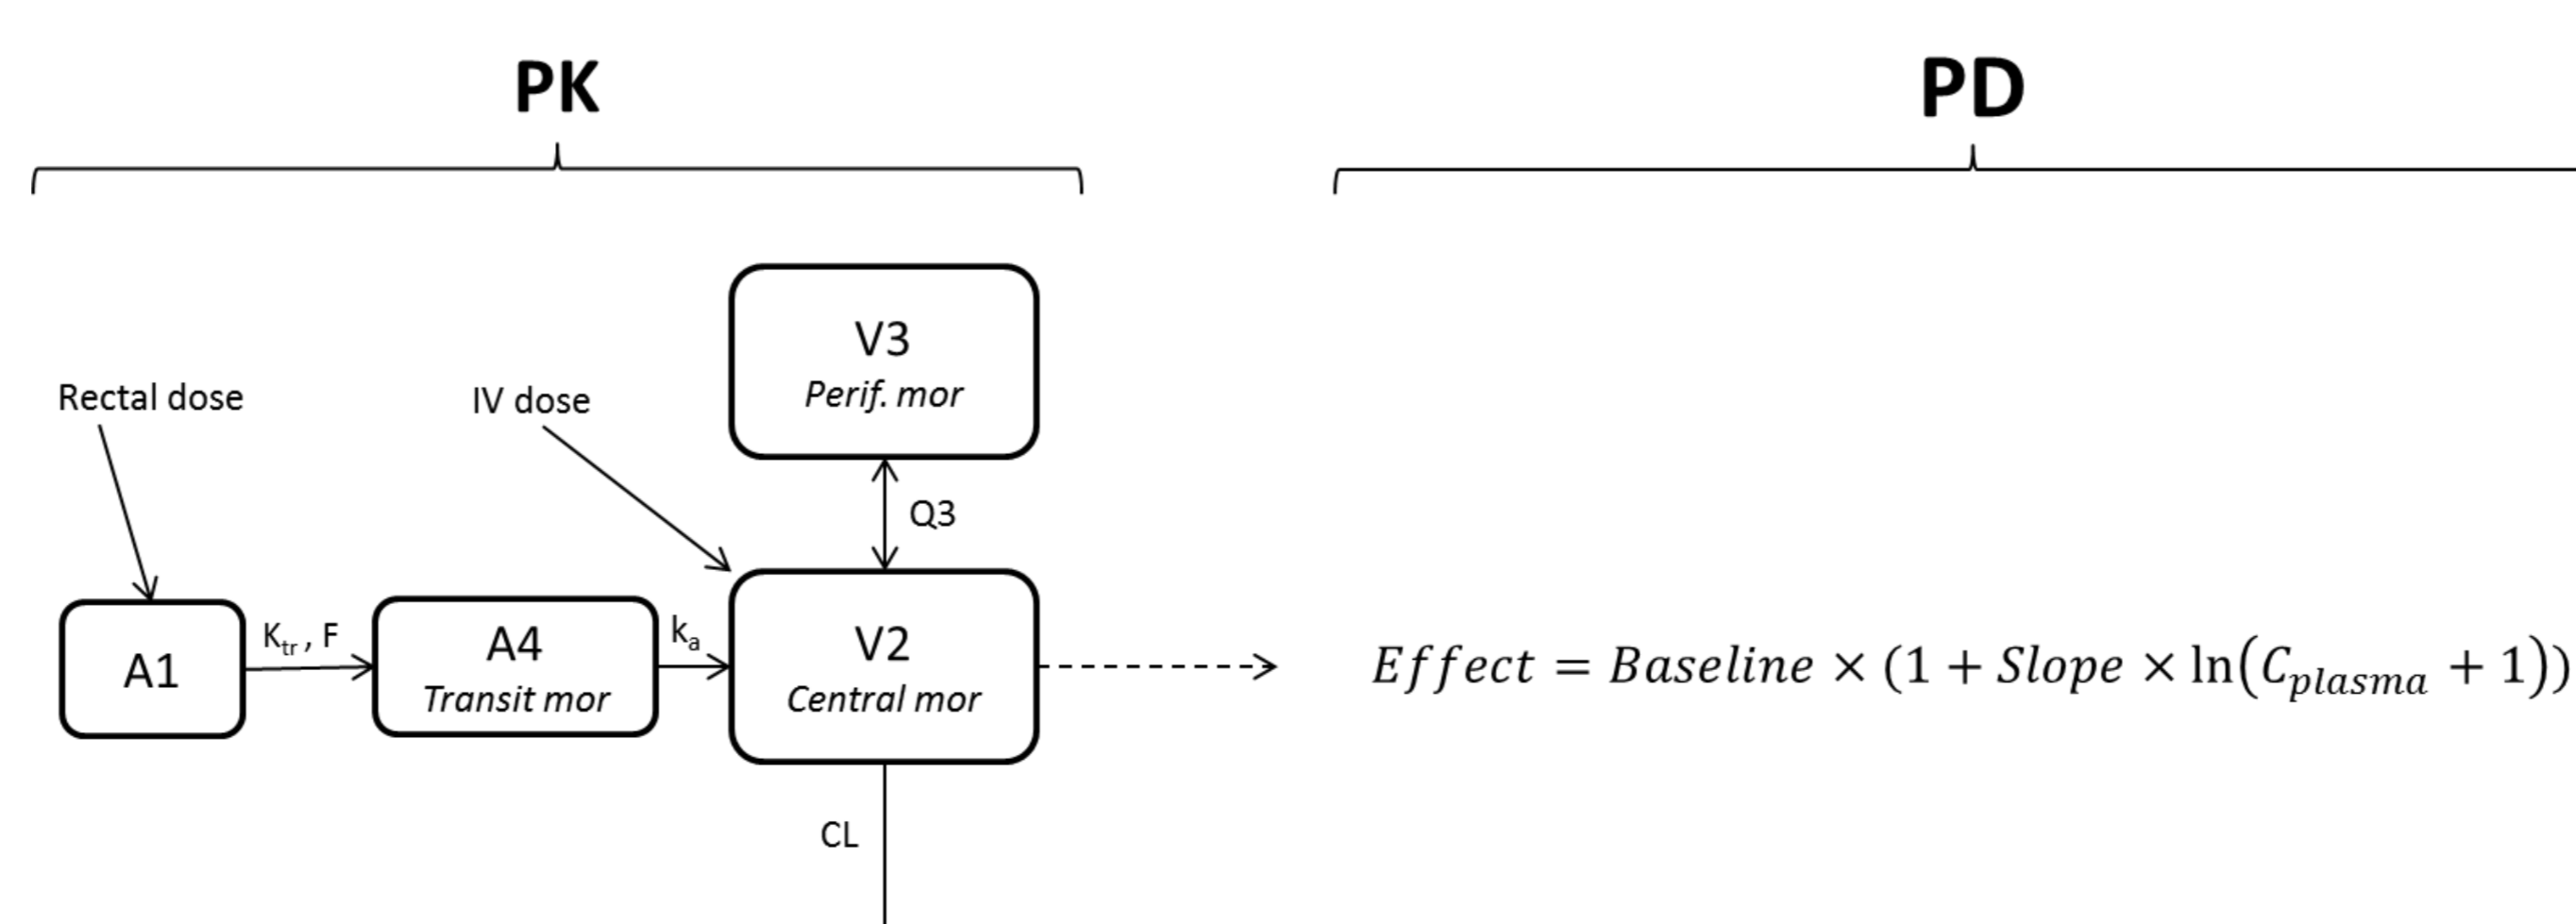 PK
PD
V3
Perif. mor
Rectal dose
IV dose
Q3
A1
Ktr , F
A4
Transit mor
ka
V2
Central mor
Effect = Baseline × (1 + Slope × ln(Cplasma + 1))
CL